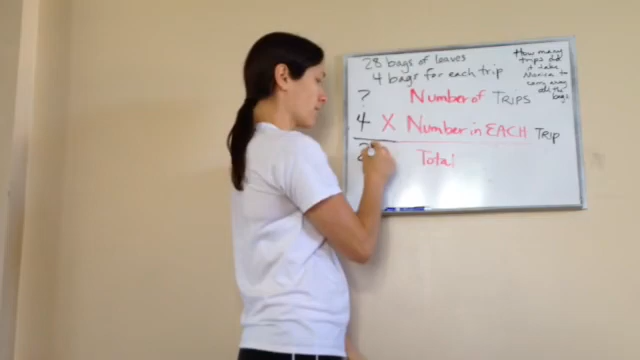 28 bags of leaves
4 bags for each trip
How many
trips did
it take
Monica to
carry away
all the
bags
? Number of TRIPS
4 X Number in EACH TRIP
2 Total